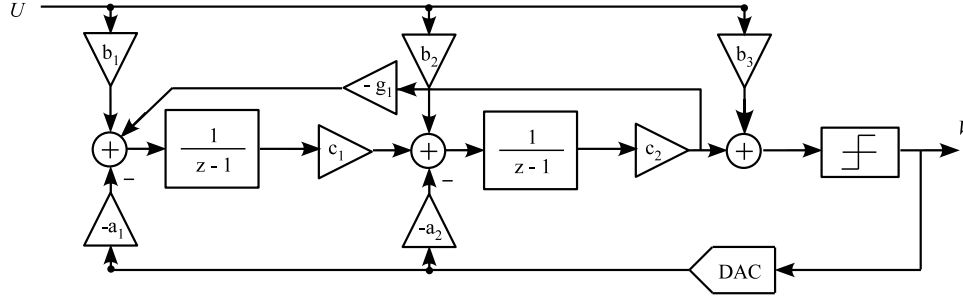 U
b1
b2
b3
- g1
1
z - 1
c1
1
z - 1
c2
+
+
+
−
−
-a1
-a2
DAC